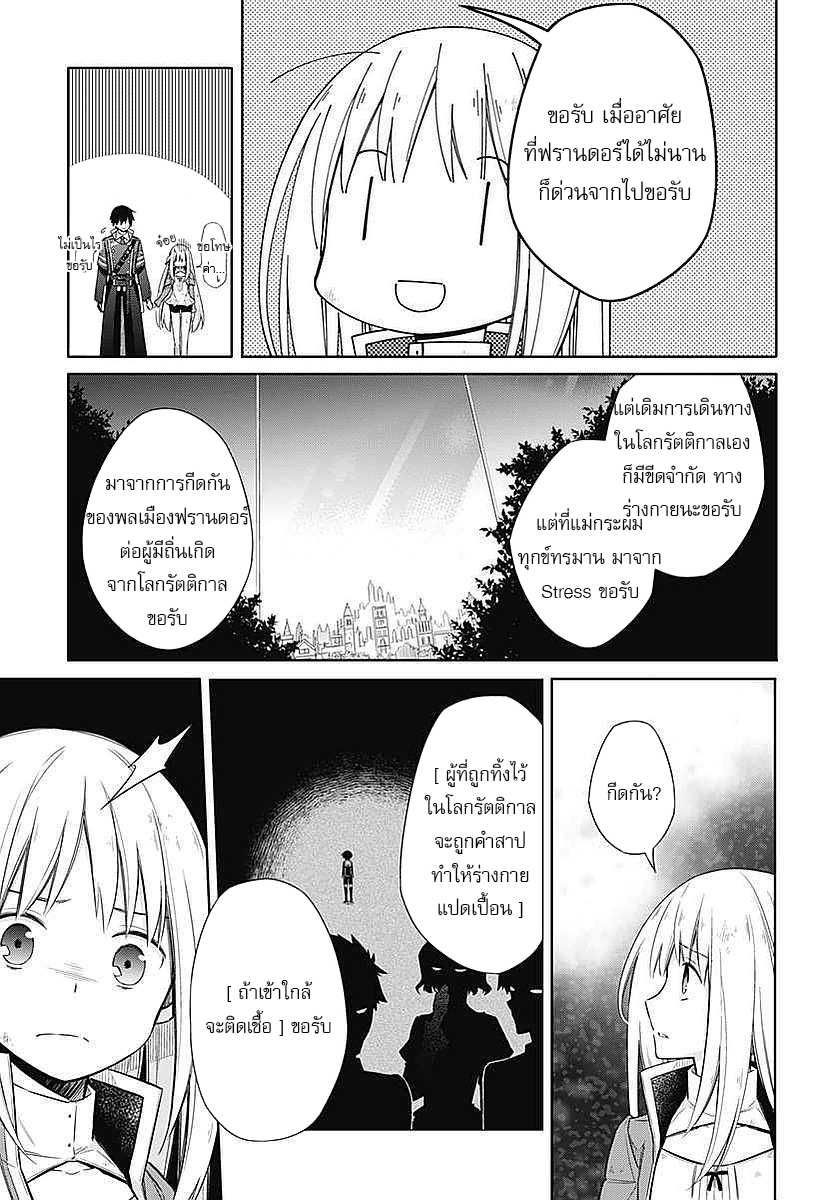 ขอรับ เมื่ออาศัย
ที่ฟรานดอร์ได้ไม่นาน
ก็ด่วนจากไปขอรับ
ขอโทษ
ค่า...
จ๋อย
ไม่เป็นไร
ขอรับ
แต่เดิมการเดินทาง
ในโลกรัตติกาลเอง
ก็มีขีดจำกัด ทาง
ร่างกายนะขอรับ
แต่ที่แม่กระผม
ทุกข์ทรมาน มาจาก
Stress ขอรับ
มาจากการกีดกัน
ของพลเมืองฟรานดอร์
ต่อผู้มีถิ่นเกิด
จากโลกรัตติกาล
ขอรับ
กีดกัน?
[ ผู้ที่ถูกทิ้งไว้
ในโลกรัตติกาล
จะถูกคำสาป
ทำให้ร่างกาย
แปดเปื้อน ]
[ ถ้าเข้าใกล้
จะติดเชื้อ ] ขอรับ